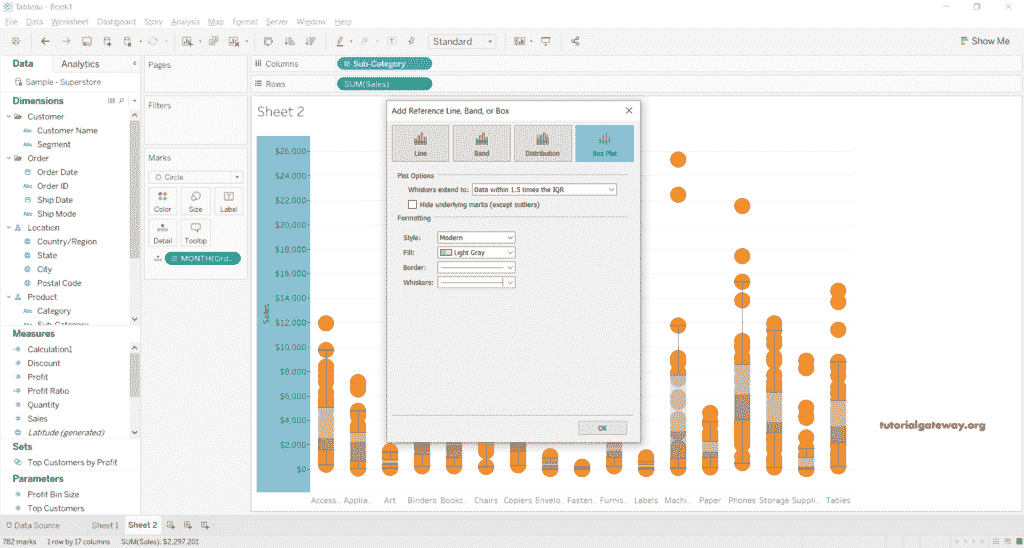 Tableau - Book1
File Data Worksheet Dashboard Story Analysis Map Format Server Window Help
Standard
Show Me
Data Analytics
Sample - Superstore
Dimensions
Customer
Abc Customer Name
Abc Segment
Order
Order Date
Abc Order ID
Ship Date
Abc Ship Mode
Location
Country/Region
State
City
Postal Code
Product
Abc Category
Abc Sub-Category
Measures
Calculation1
Discount
Profit
Profit Ratio
Quantity
Sales
Latitude (generated)
Sets
Top Customers by Profit
Parameters
Profit Bin Size
Top Customers
Pages
Filters
Marks
Circle
Color Size Label
Detail Tooltip
MONTH(Ord..
Columns Sub-Category
Rows SUM(Sales)
Sheet 2
Sales
$26,000
$24,000
$22,000
$20,000
$18,000
$16,000
$14,000
$12,000
$10,000
$8,000
$6,000
$4,000
$2,000
$0
Access.. Applia.. Art Binders Bookc.. Chairs Copiers Envelo.. Fasten.. Furnis.. Labels Machi.. Paper Phones Storage Suppli.. Tables
Add Reference Line, Band, or Box
Line Band Distribution Box Plot
Plot Options
Whiskers extend to: Data within 1.5 times the IQR
Hide underlying marks (except outliers)
Formatting
Style: Modern
Fill: Light Gray
Border:
Whiskers:
OK
tutorialgateway.org
Data Source Sheet 1 Sheet 2
782 marks 1 row by 17 columns SUM(Sales): $2,297,201